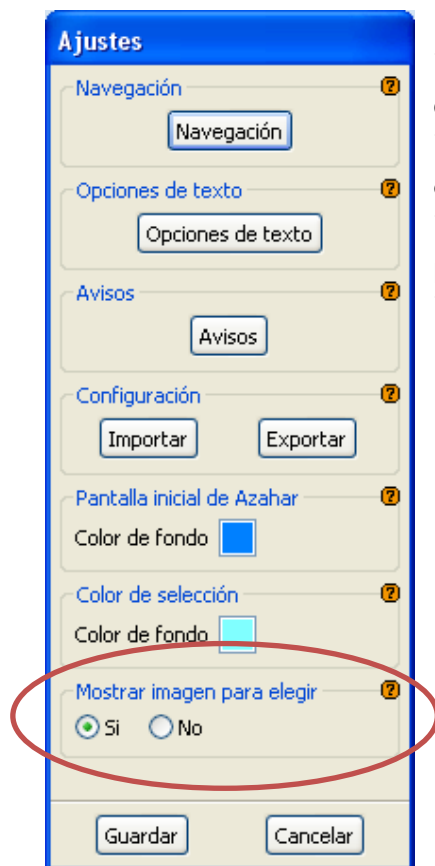 Ajustes
Navegación ?
Navegación
Opciones de texto ?
Opciones de texto
Avisos ?
Avisos
Configuración ?
Importar Exportar
Pantalla inicial de Azahar ?
Color de fondo
Color de selección ?
Color de fondo
Mostrar imagen para elegir ?
Si No
Guardar Cancelar